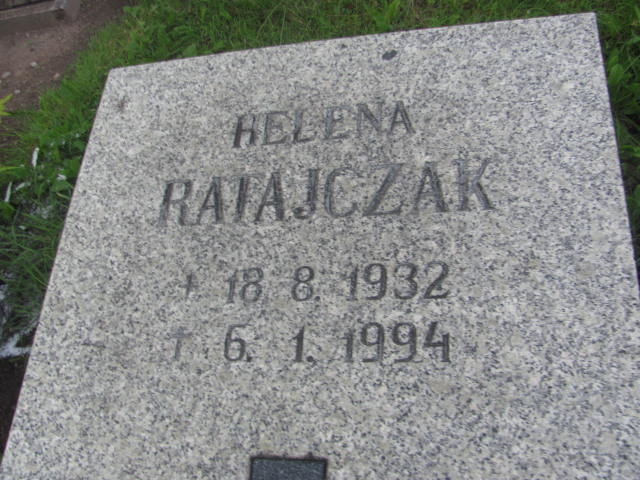 HELENA
RATAJCZAK
* 18. 8. 1932
† 6. 1. 1994